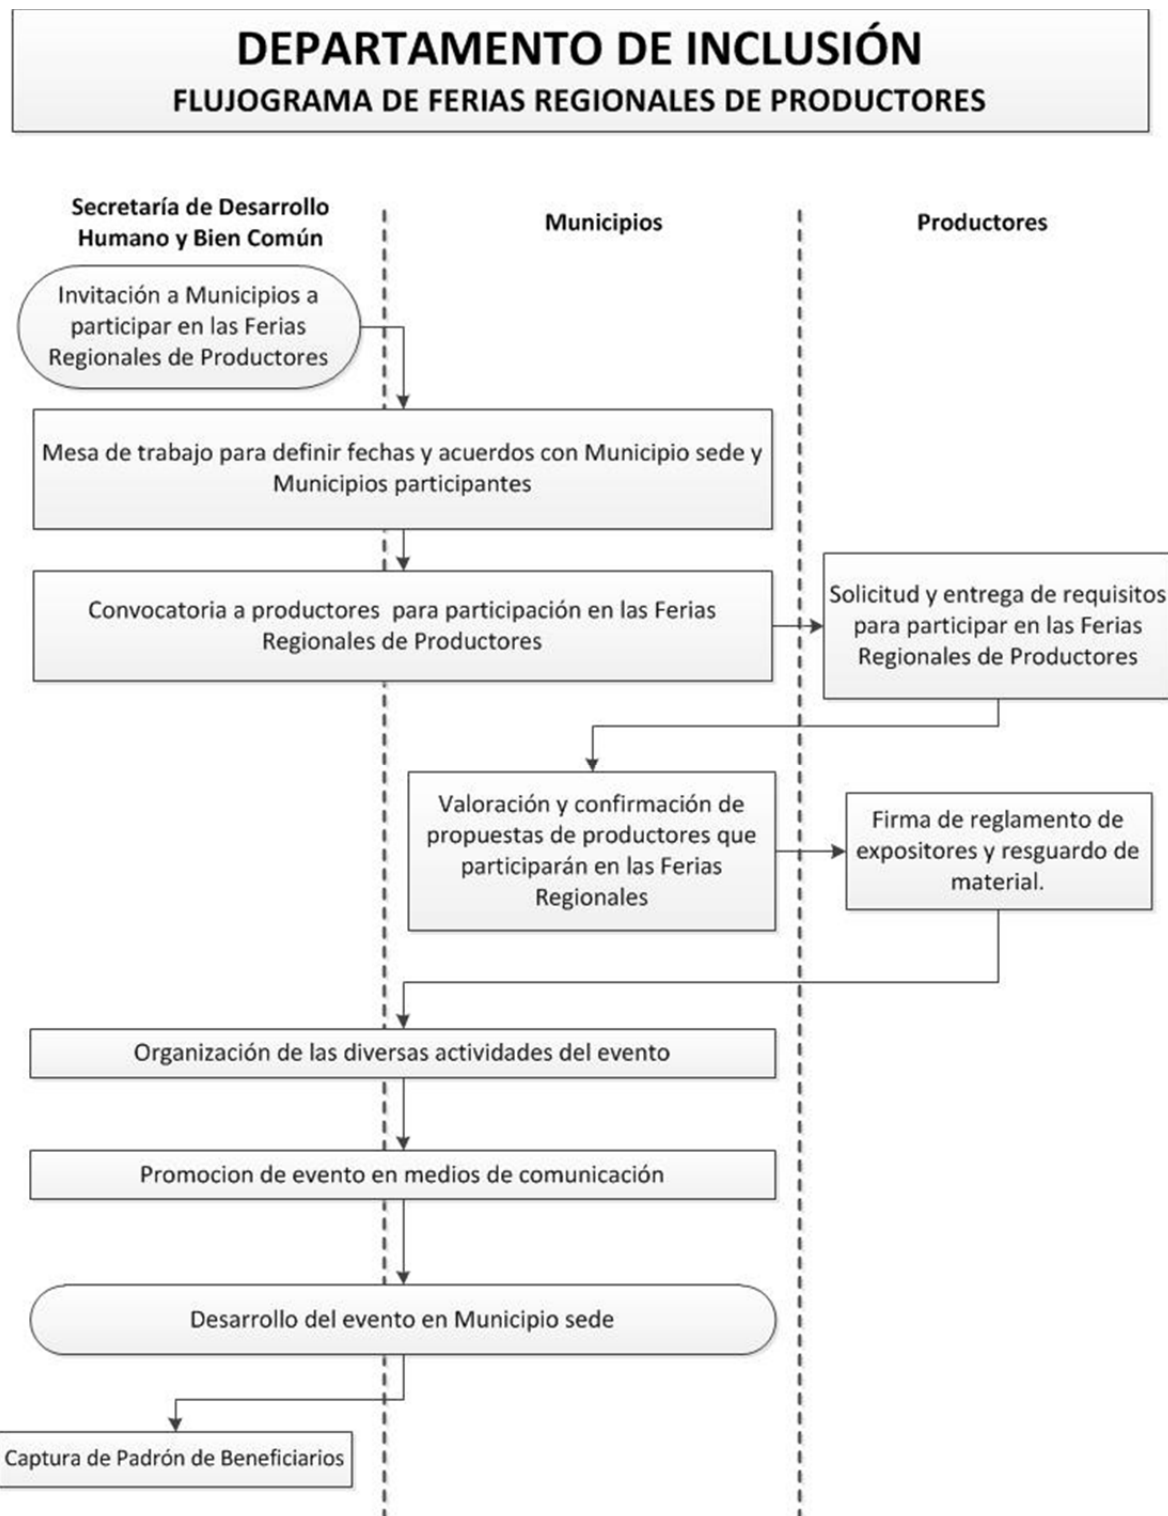 DEPARTAMENTO DE INCLUSIÓN
FLUJOGRAMA DE FERIAS REGIONALES DE PRODUCTORES
Secretaría de Desarrollo
Humano y Bien Común
Municipios
Productores
Invitación a Municipios a
participar en las Ferias
Regionales de Productores
Mesa de trabajo para definir fechas y acuerdos con Municipio sede y
Municipios participantes
Convocatoria a productores para participación en las Ferias
Regionales de Productores
Solicitud y entrega de requisitos
para participar en las Ferias
Regionales de Productores
Valoración y confirmación de
propuestas de productores que
participarán en las Ferias
Regionales
Firma de reglamento de
expositores y resguardo de
material.
Organización de las diversas actividades del evento
Promocion de evento en medios de comunicación
Desarrollo del evento en Municipio sede
Captura de Padrón de Beneficiarios